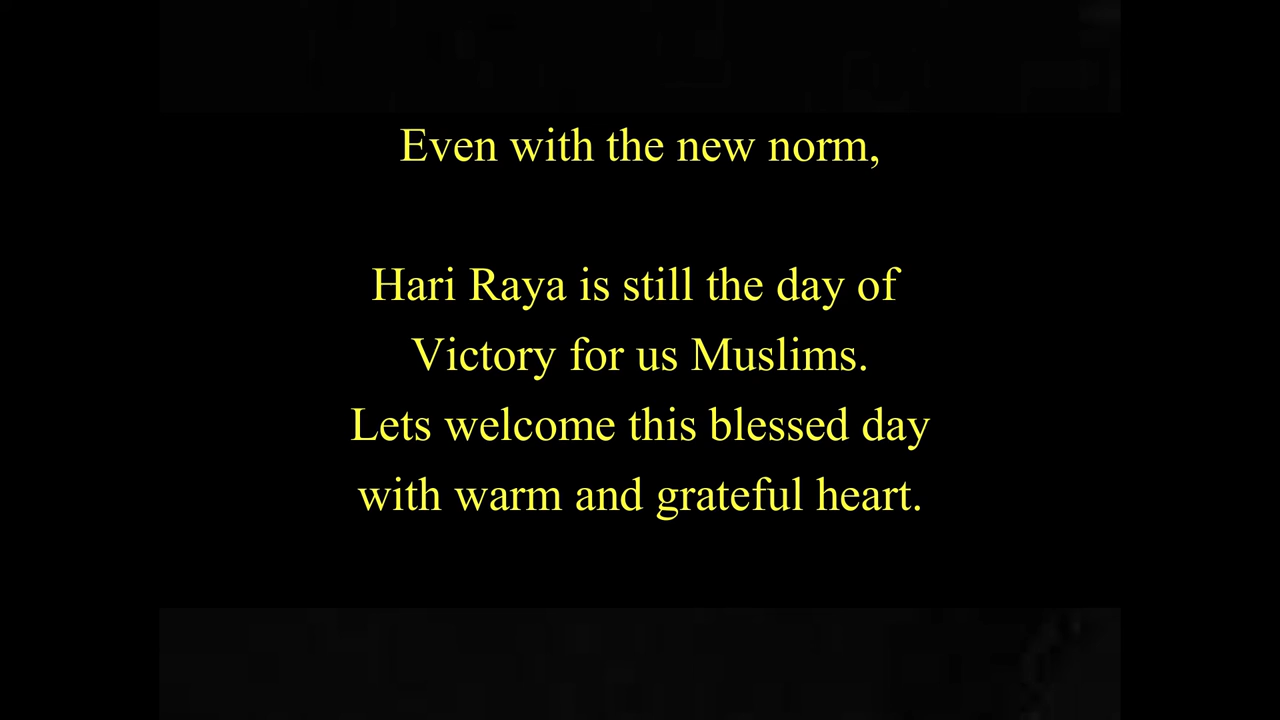 Even with the new norm,
Hari Raya is still the day of
Victory for us Muslims.
Lets welcome this blessed day
with warm and grateful heart.